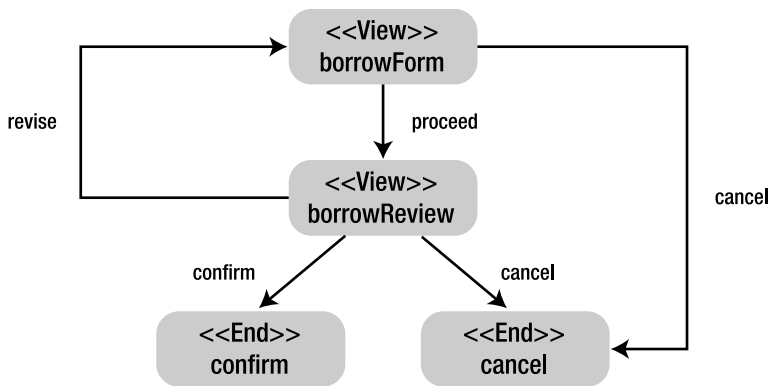 <<View>>
borrowForm
revise
proceed
<<View>>
borrowReview
cancel
confirm
cancel
<<End>>
confirm
<<End>>
cancel